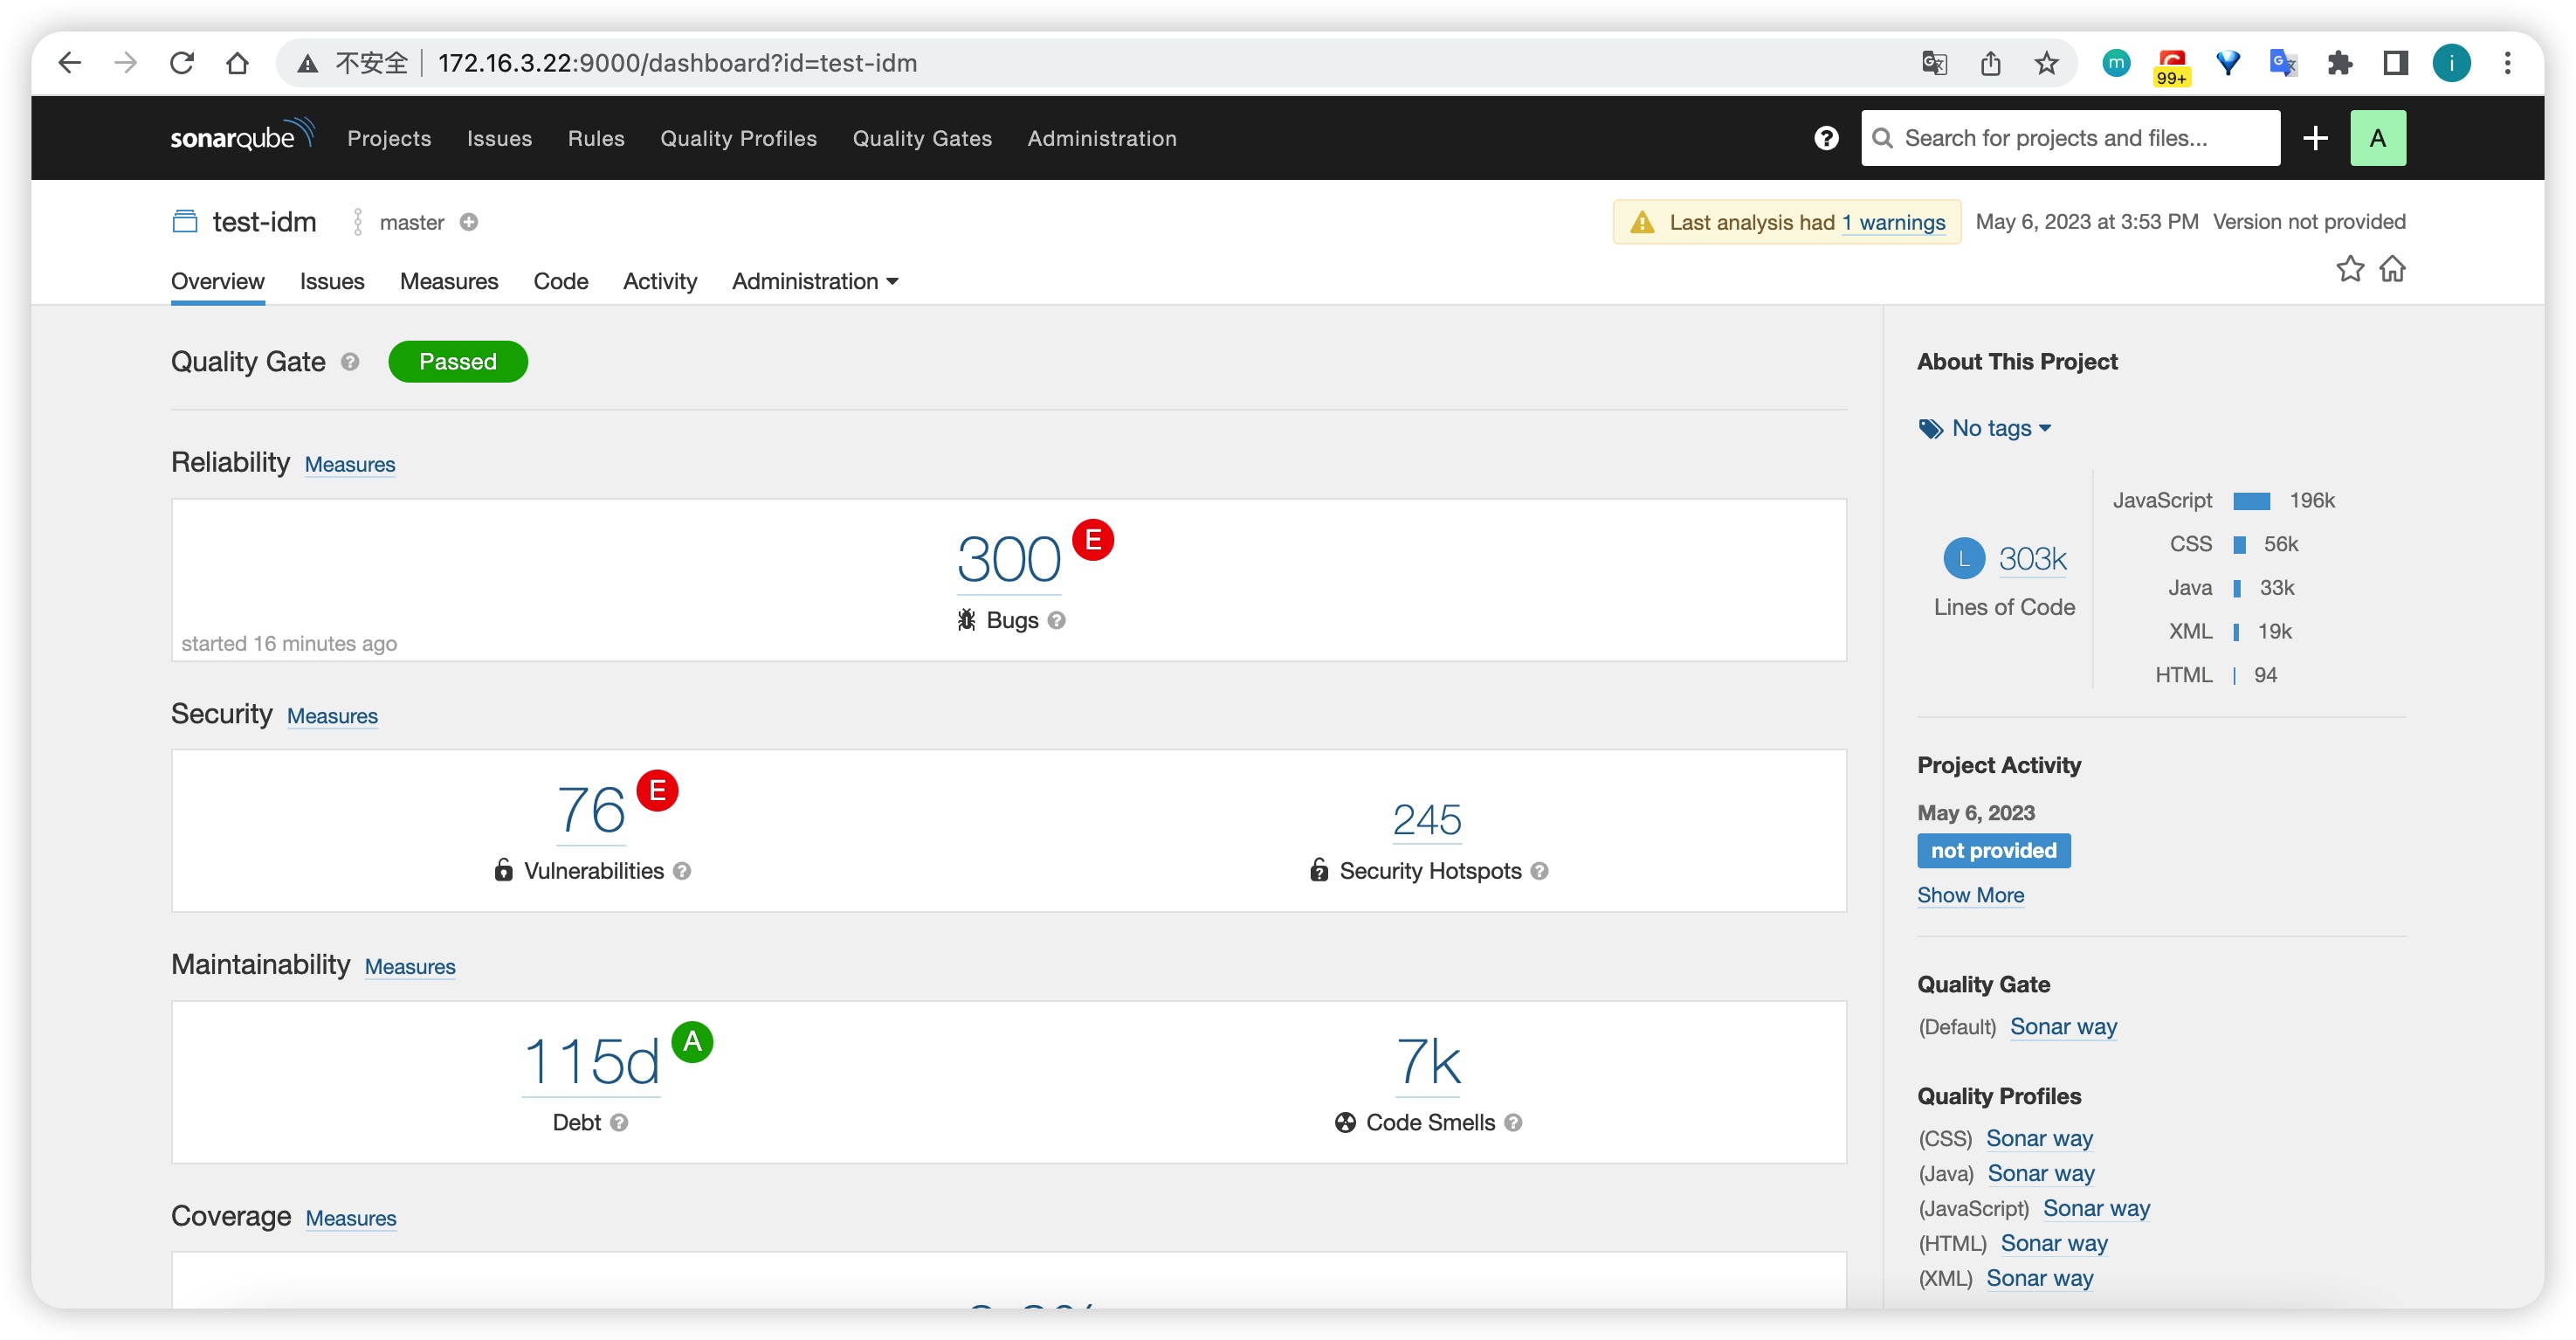 不安全 172.16.3.22:9000/dashboard?id=test-idm
m
99+
i
sonarqube Projects Issues Rules Quality Profiles Quality Gates Administration
Search for projects and files...
A
test-idm master
Last analysis had 1 warnings May 6, 2023 at 3:53 PM Version not provided
Overview Issues Measures Code Activity Administration
Quality Gate Passed
Reliability Measures
300 E
Bugs
started 16 minutes ago
Security Measures
76 E
Vulnerabilities
245
Security Hotspots
Maintainability Measures
115d A
Debt
7k
Code Smells
Coverage Measures
About This Project
No tags
L 303k
Lines of Code
JavaScript 196k
CSS 56k
Java 33k
XML 19k
HTML 94
Project Activity
May 6, 2023
not provided
Show More
Quality Gate
(Default) Sonar way
Quality Profiles
(CSS) Sonar way
(Java) Sonar way
(JavaScript) Sonar way
(HTML) Sonar way
(XML) Sonar way